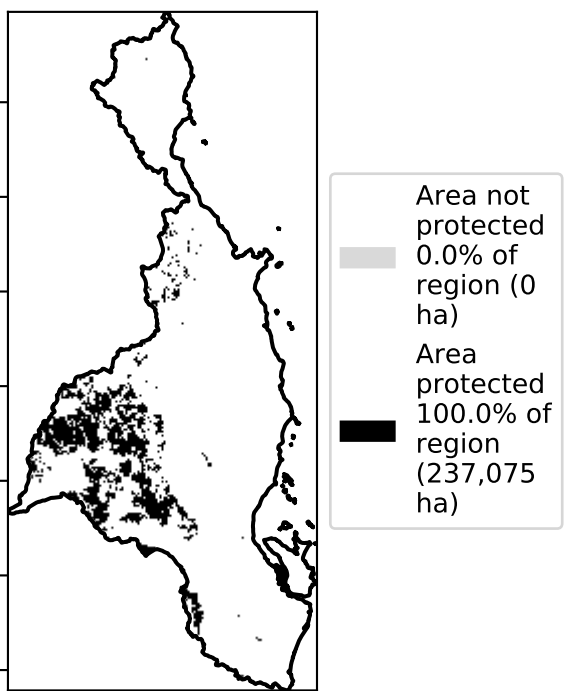 Area not
protected
0.0% of
region (0
ha)
Area
protected
100.0% of
region
(237,075
ha)